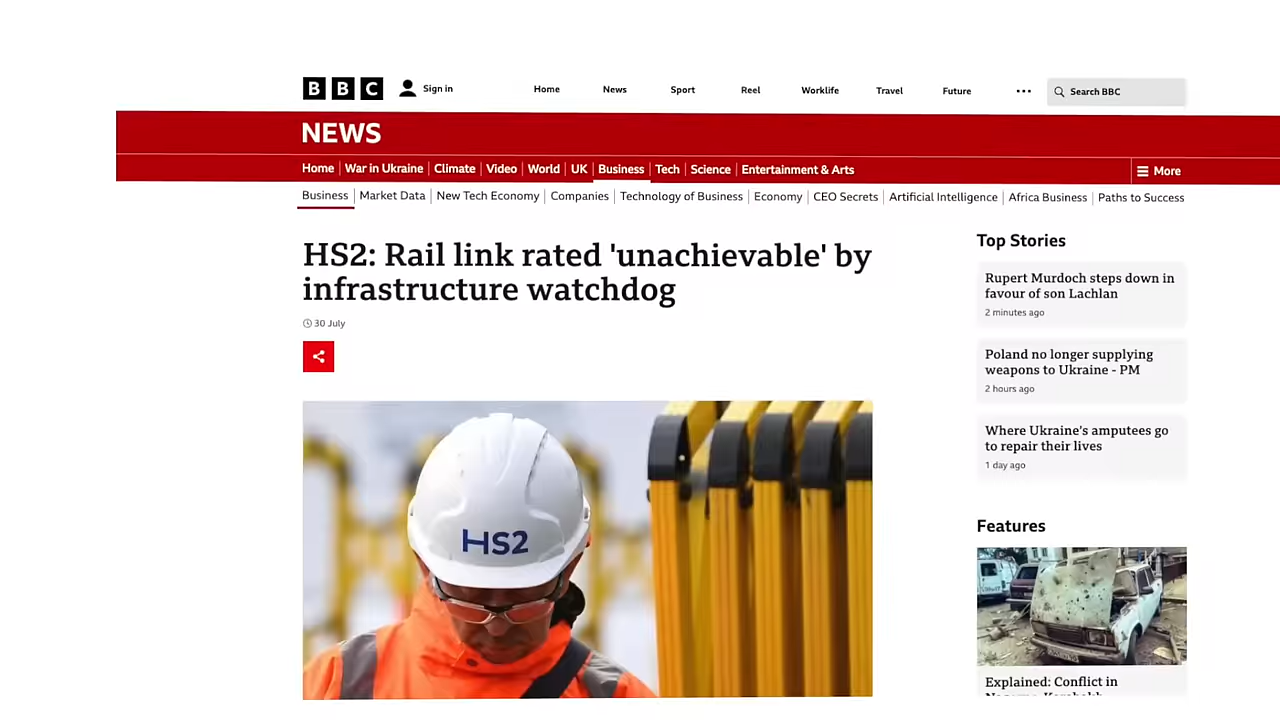 BBC
Sign in
Home
News
Sport
Reel
Worklife
Travel
Future
Search BBC
NEWS
Home
War in Ukraine
Climate
Video
World
UK
Business
Tech
Science
Entertainment & Arts
More
Business
Market Data
New Tech Economy
Companies
Technology of Business
Economy
CEO Secrets
Artificial Intelligence
Africa Business
Paths to Success
HS2: Rail link rated 'unachievable' by
infrastructure watchdog
30 July
HS2
Top Stories
Rupert Murdoch steps down in
favour of son Lachlan
2 minutes ago
Poland no longer supplying
weapons to Ukraine - PM
2 hours ago
Where Ukraine's amputees go
to repair their lives
1 day ago
Features
Explained: Conflict in